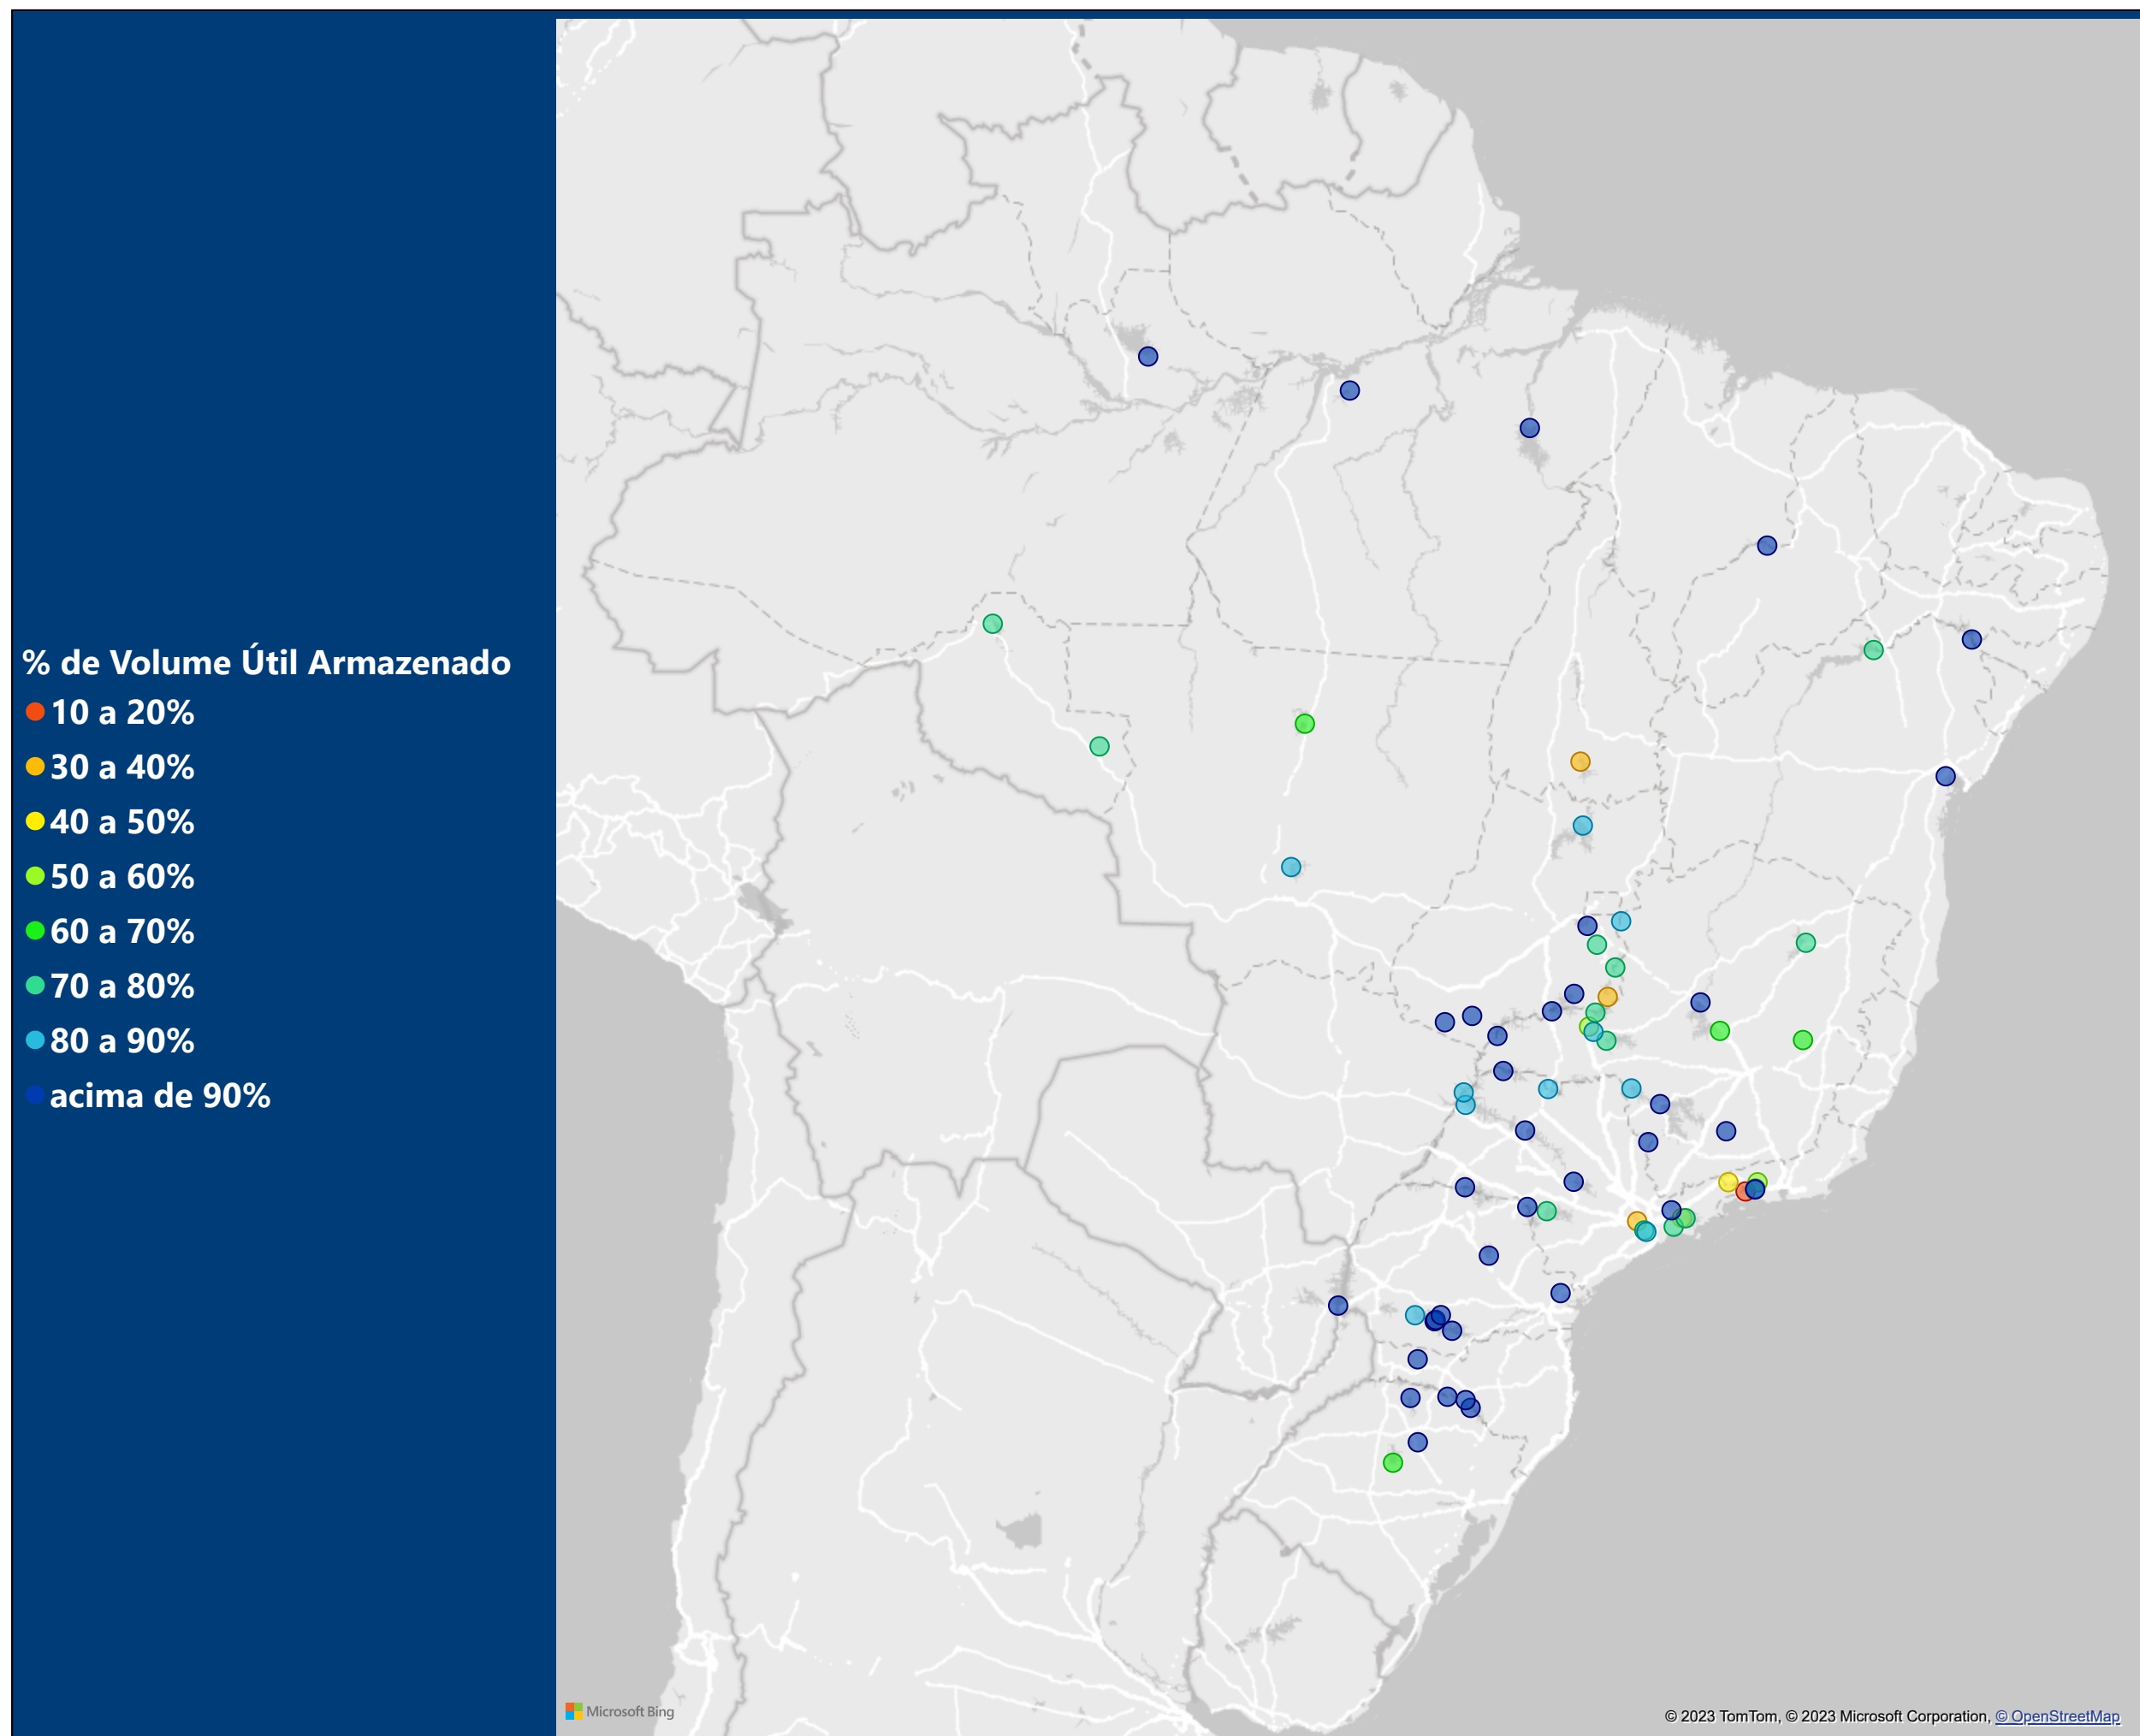 % de Volume Útil Armazenado
10 a 20%
30 a 40%
40 a 50%
50 a 60%
60 a 70%
70 a 80%
80 a 90%
acima de 90%
Microsoft Bing
© 2023 TomTom, © 2023 Microsoft Corporation, © OpenStreetMap